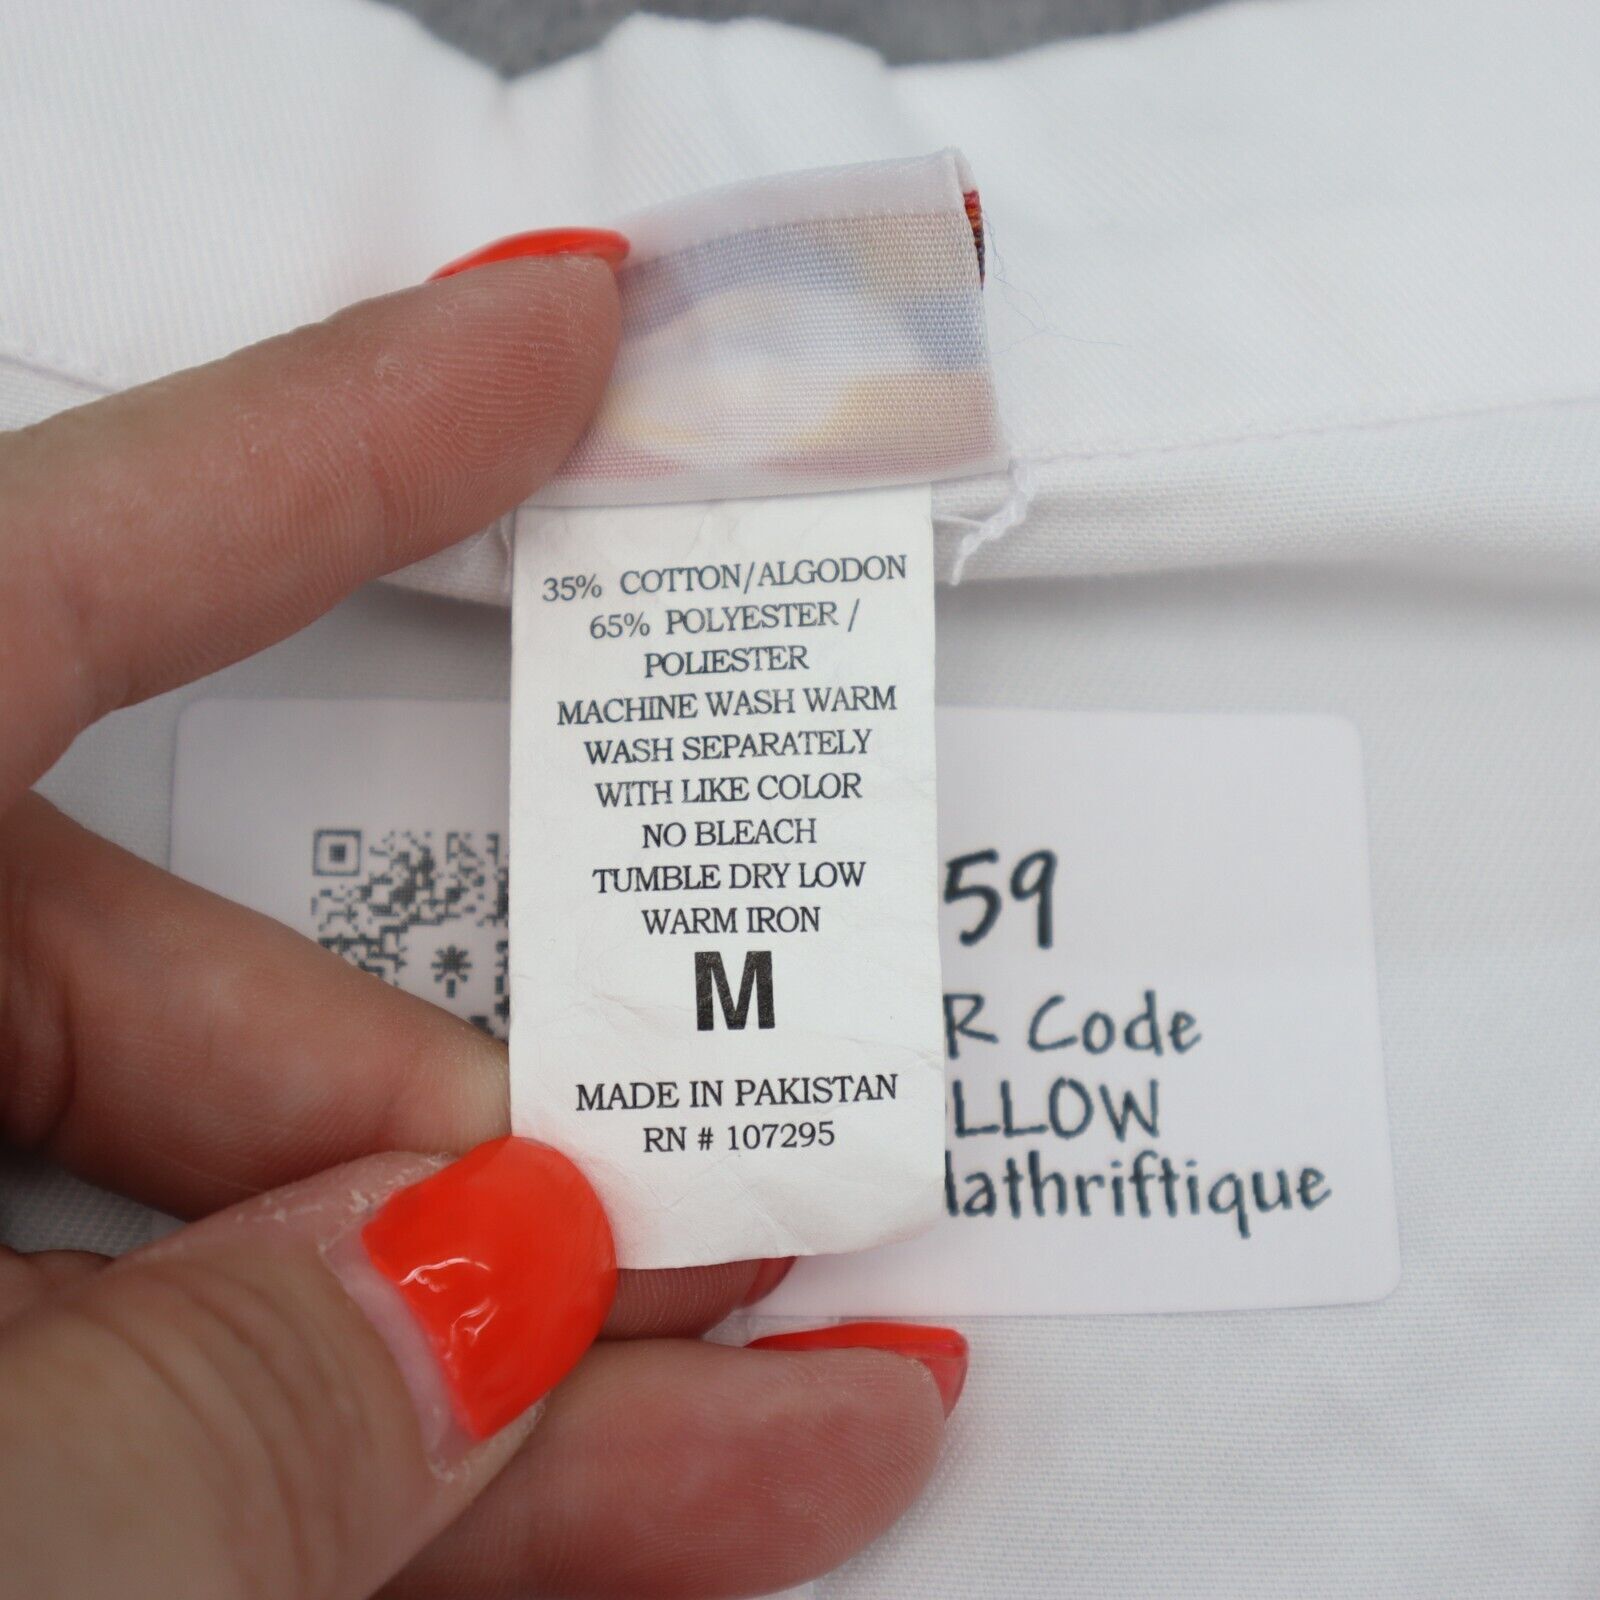 35% COTTON/ALGODON
65% POLYESTER /
POLIESTER
MACHINE WASH WARM
WASH SEPARATELY
WITH LIKE COLOR
NO BLEACH
TUMBLE DRY LOW
WARM IRON
M
MADE IN PAKISTAN
RN # 107295
59
R Code
LLOW
lathriftique